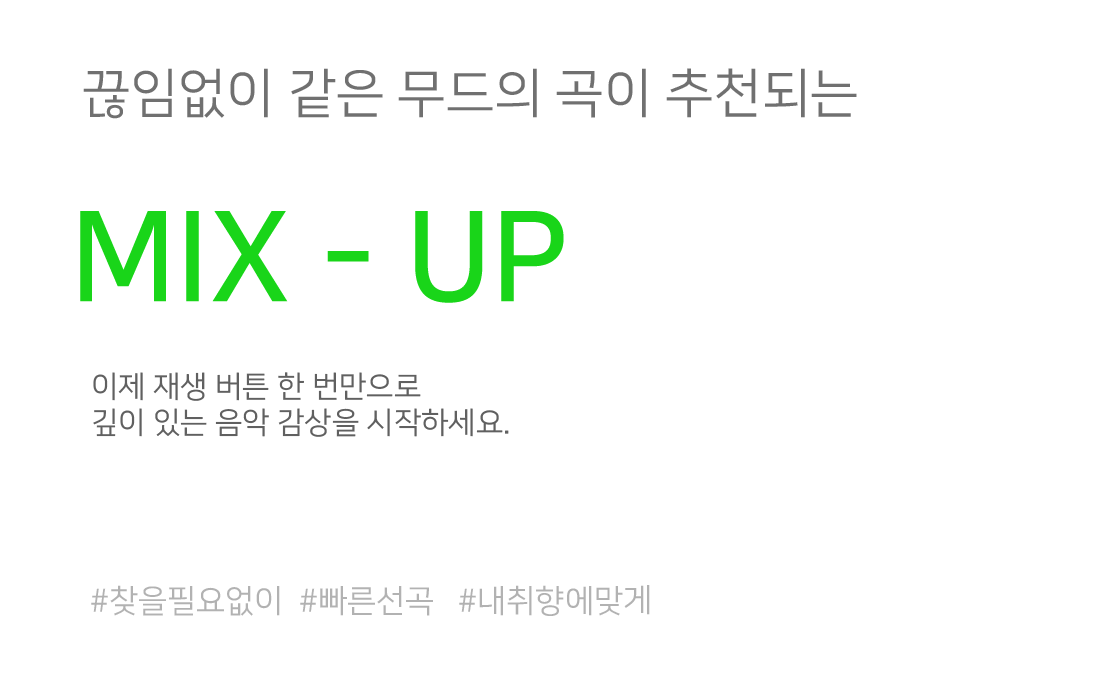 끊임없이 같은 무드의 곡이 추천되는
MIX - UP
이제 재생 버튼 한 번만으로
깊이 있는 음악 감상을 시작하세요.
#찾을필요없이 #빠른선곡 #내취향에맞게